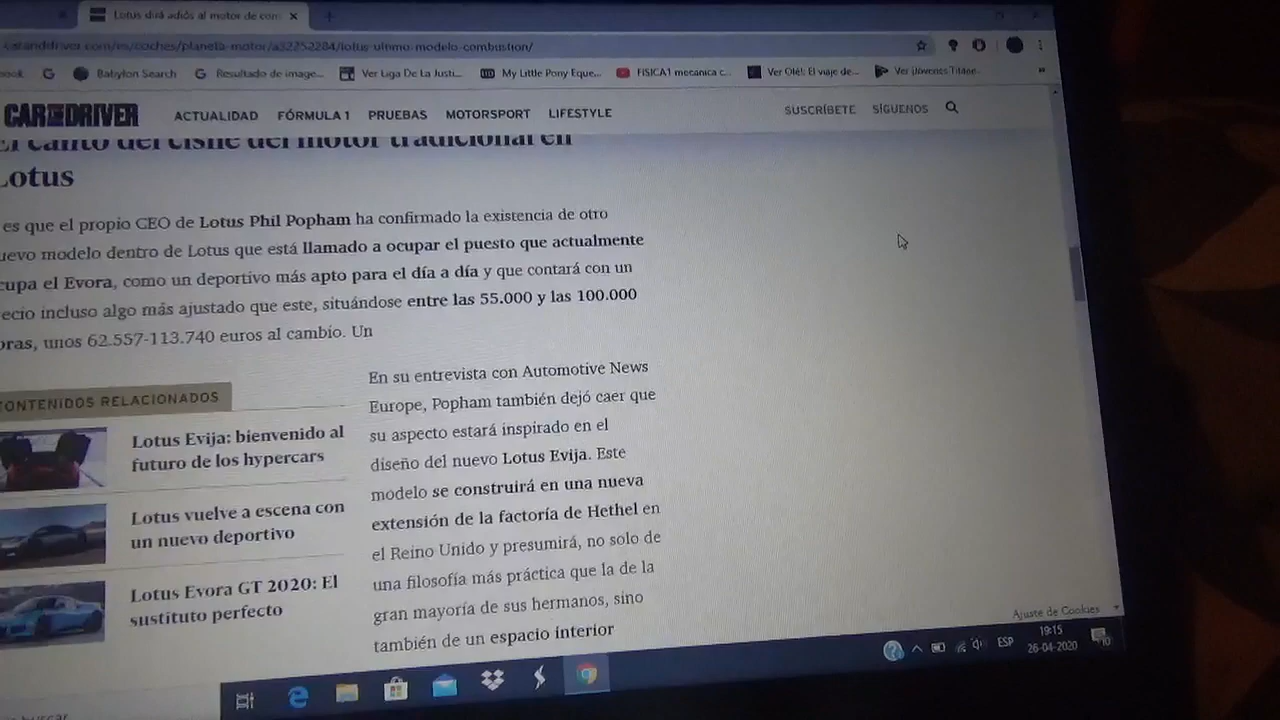 Lotus dirá adiós al motor de com
canddriver.com/es/coches/planeta-motor/a32252284/lotus-ultimo-modelo-combustion/
ook
Babylon Search
Resultado de image...
Ver Liga De La Justi...
My Little Pony Eque...
FISICA1 mecanica c...
Ver Olé!: El viaje de...
Ver ¡Jóvenes Titane...
»
CAR AND DRIVER
ACTUALIDAD
FÓRMULA 1
PRUEBAS
MOTORSPORT
LIFESTYLE
SUSCRÍBETE
SÍGUENOS
El canto del cisne del motor tradicional en
Lotus
es que el propio CEO de Lotus Phil Popham ha confirmado la existencia de otro
uevo modelo dentro de Lotus que está llamado a ocupar el puesto que actualmente
cupa el Evora, como un deportivo más apto para el día a día y que contará con un
ecio incluso algo más ajustado que este, situándose entre las 55.000 y las 100.000
bras, unos 62.557-113.740 euros al cambio. Un
CONTENIDOS RELACIONADOS
Lotus Evija: bienvenido al
futuro de los hypercars
Lotus vuelve a escena con
un nuevo deportivo
Lotus Evora GT 2020: El
sustituto perfecto
En su entrevista con Automotive News
Europe, Popham también dejó caer que
su aspecto estará inspirado en el
diseño del nuevo Lotus Evija. Este
modelo se construirá en una nueva
extensión de la factoría de Hethel en
el Reino Unido y presumirá, no solo de
una filosofía más práctica que la de la
gran mayoría de sus hermanos, sino
también de un espacio interior
Ajuste de Cookies
ESP
19:15
26-04-2020
10
buscar